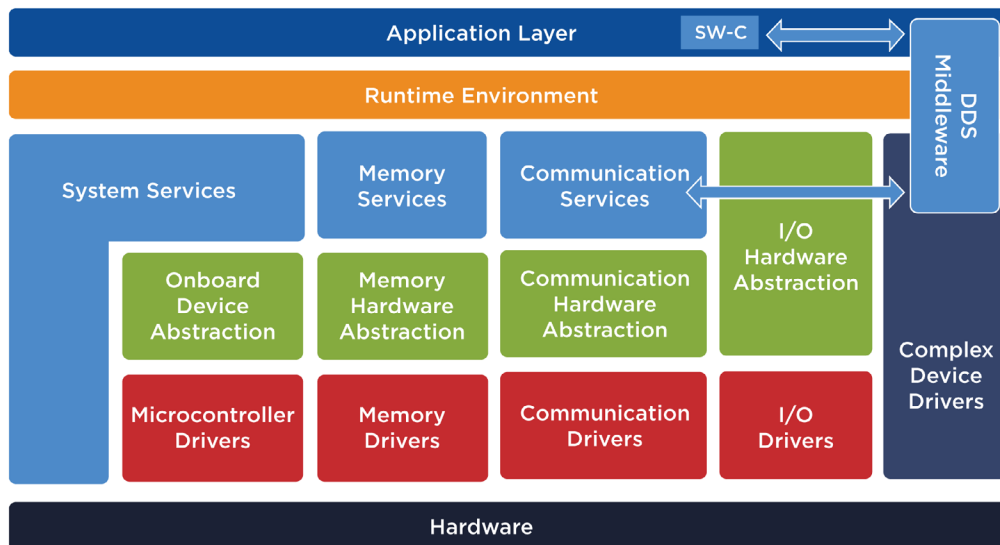 Application Layer
SW-C
DDS
Middleware
Runtime Environment
System Services
Memory
Services
Communication
Services
I/O
Hardware
Abstraction
Onboard
Device
Abstraction
Memory
Hardware
Abstraction
Communication
Hardware
Abstraction
Complex
Device
Drivers
Microcontroller
Drivers
Memory
Drivers
Communication
Drivers
I/O
Drivers
Hardware